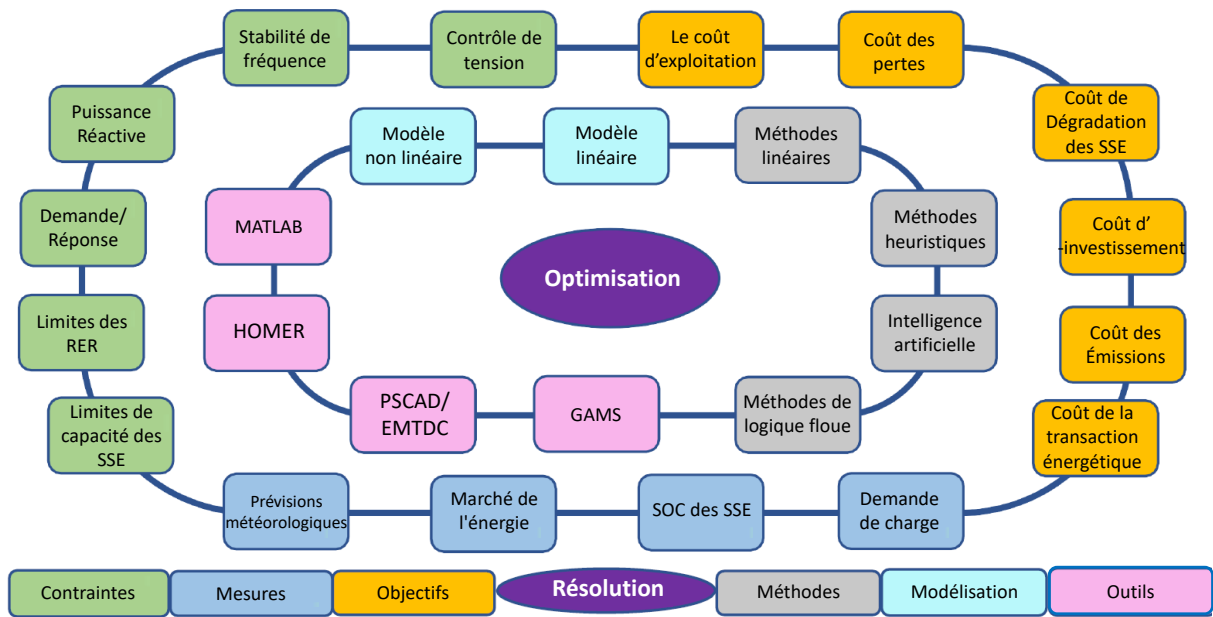 Stabilité de
fréquence
Contrôle de
tension
Le coût
d'exploitation
Coût des
pertes
Puissance
Réactive
Coût de
Dégradation
des SSE
Modèle
non linéaire
Modèle
linéaire
Méthodes
linéaires
Demande/
Réponse
MATLAB
Méthodes
heuristiques
Coût d'
-investissement
Optimisation
Limites des
RER
HOMER
Intelligence
artificielle
Coût des
Émissions
Limites de
capacité des
SSE
PSCAD/
EMTDC
GAMS
Méthodes de
logique floue
Coût de la
transaction
énergétique
Prévisions
météorologiques
Marché de
l'énergie
SOC des SSE
Demande
de charge
Contraintes
Mesures
Objectifs
Résolution
Méthodes
Modélisation
Outils